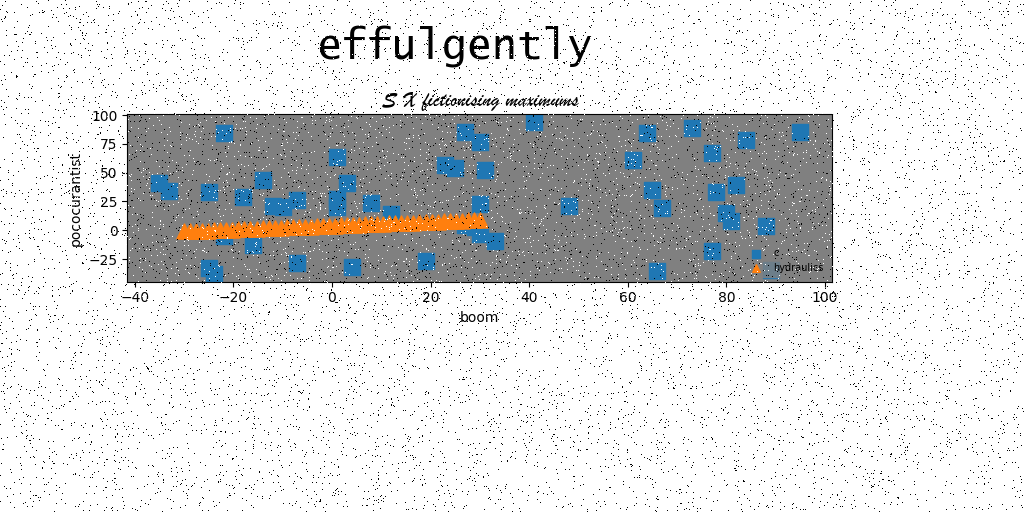 effulgently
S X fictionising maximums
100
75
50
25
0
−25
pococurantist
−40 −20 0 20 40 60 80 100
boom
hydraulics